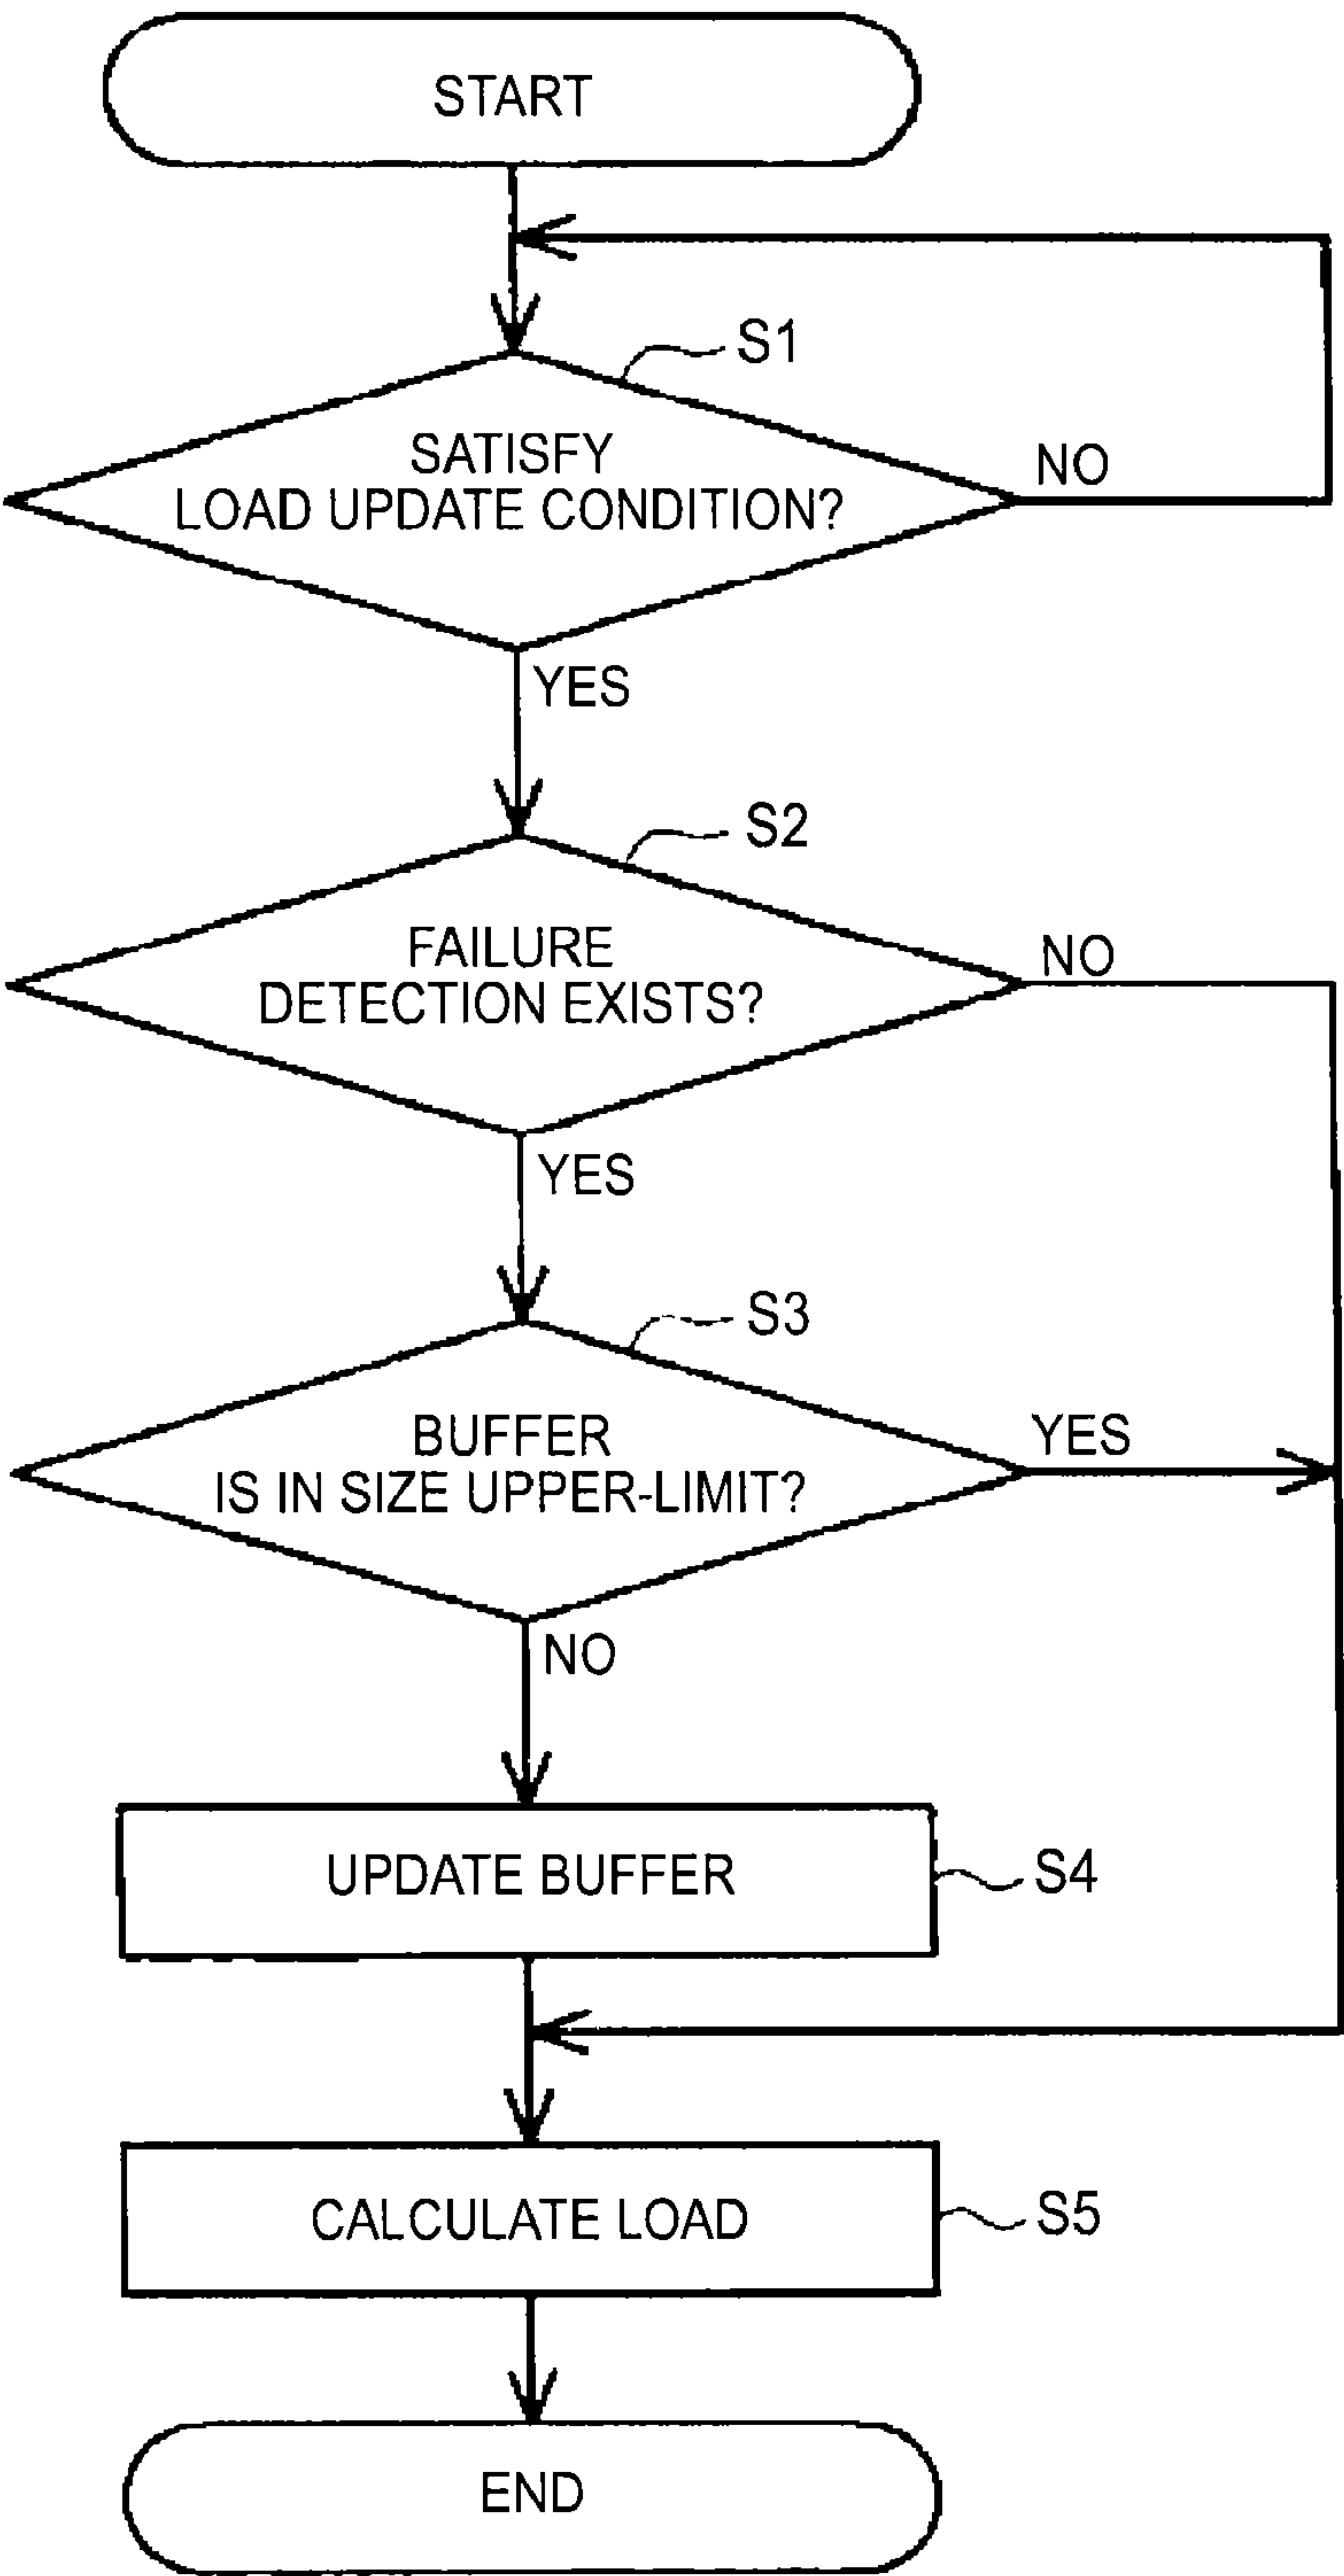 START
S1
SATISFY
LOAD UPDATE CONDITION?
NO
YES
S2
FAILURE
DETECTION EXISTS?
NO
YES
S3
BUFFER
IS IN SIZE UPPER-LIMIT?
YES
NO
UPDATE BUFFER
S4
CALCULATE LOAD
S5
END